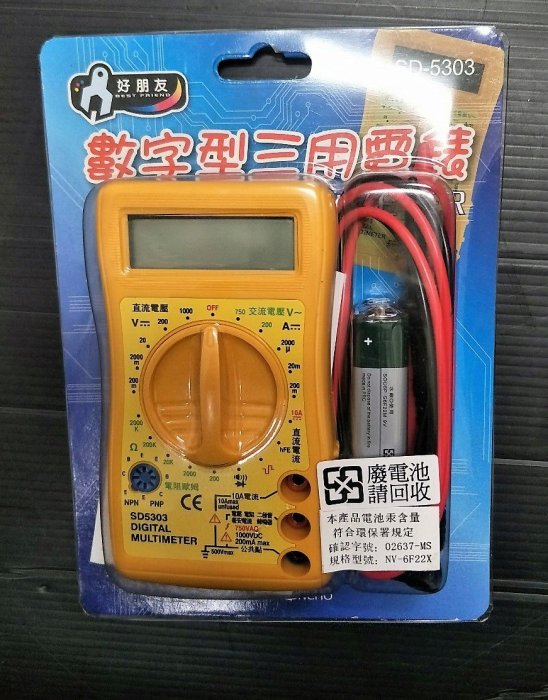 好朋友
BEST FRIEND
SD-5303
數字型三用電錶
直流電壓
1000
OFF
750
交流電壓 V~
V
200
200
A
20
2000
µ
2000
m
20m
200
m
200
m
2000
K
10A
直流電流
Ω
200K
hFE
20K
2000
200
電阻歐姆
NPN
PNP
CE
10A電流
10Amax
unfused
SD5303
DIGITAL
MULTIMETER
750VAC
1000VDC
200mA max
500Vmax
公共點
廢電池
請回收
本產品電池汞含量
符合環保署規定
確認字號: 02637-MS
規格型號: NV-6F22X